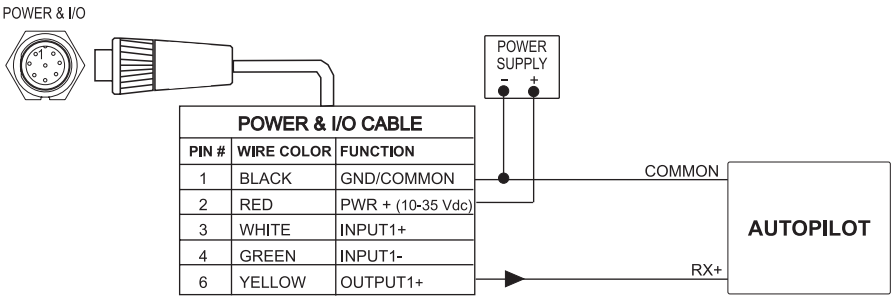 POWER & I/O
1
POWER
SUPPLY
- +
POWER & I/O CABLE
PIN # WIRE COLOR FUNCTION
1 BLACK GND/COMMON
2 RED PWR + (10-35 Vdc)
3 WHITE INPUT1+
4 GREEN INPUT1-
6 YELLOW OUTPUT1+
COMMON
AUTOPILOT
RX+